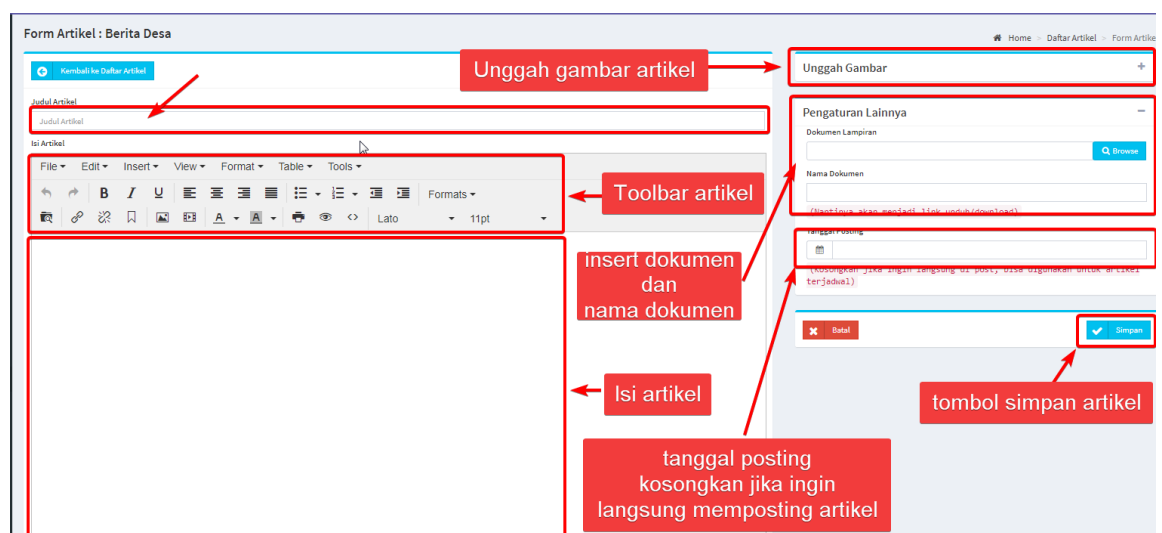 Form Artikel : Berita Desa
Home > Daftar Artikel > Form Artike
Kembali ke Daftar Artikel
Unggah gambar artikel
Unggah Gambar
Judul Artikel
Judul Artikel
Isi Artikel
File Edit Insert View Format Table Tools
B I U Formats
A A Lato 11pt
Toolbar artikel
Pengaturan Lainnya
Dokumen Lampiran
Browse
Nama Dokumen
(Nantinya akan menjadi link unduh/download)
Tanggal Posting
(Kosongkan jika ingin langsung di post, bisa digunakan untuk artikel
terjadwal)
insert dokumen
dan
nama dokumen
Batal
Simpan
Isi artikel
tombol simpan artikel
tanggal posting
kosongkan jika ingin
langsung memposting artikel